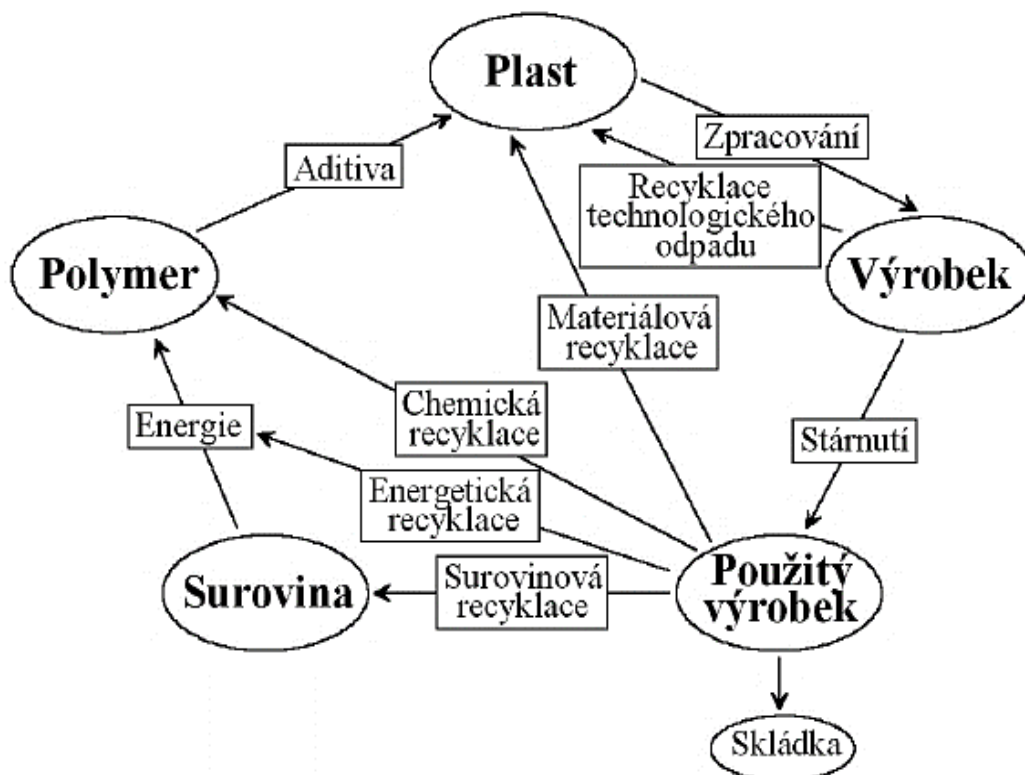 Plast
Zpracování
Aditiva
Recyklace
technologického
odpadu
Polymer
Výrobek
Materiálová
recyklace
Chemická
recyklace
Energie
Stárnutí
Energetická
recyklace
Surovina
Surovinová
recyklace
Použitý
výrobek
Skládka